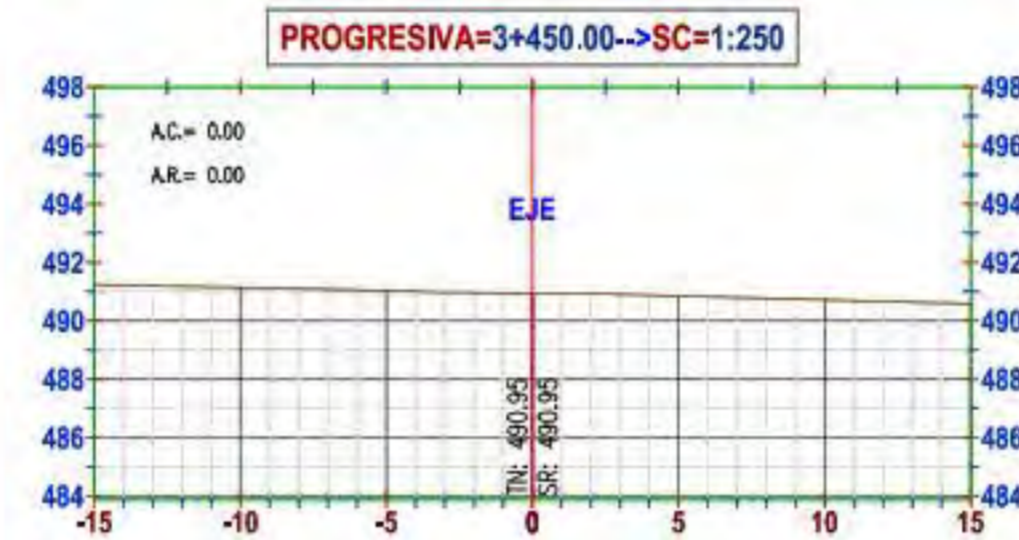 PROGRESIVA=3+450.00-->SC=1:250
498 498
A.C.= 0.00
496 496
A.R.= 0.00
494 EJE 494
492 492
490 490
488 488
TN: 490.95
SR: 490.95
486 486
484 484
-15 -10 -5 0 5 10 15